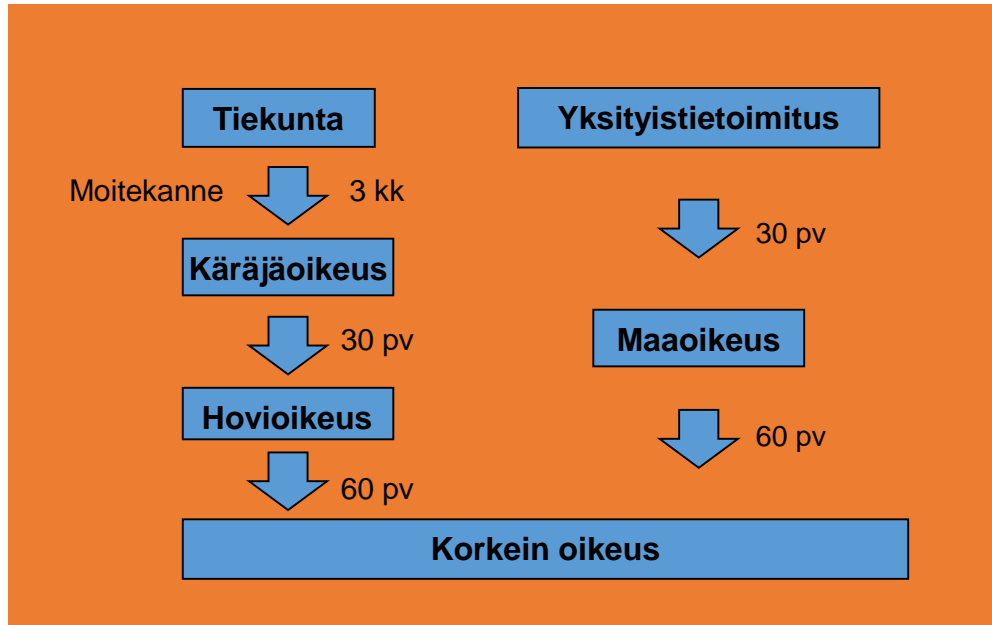 Tiekunta
Moitekanne
3 kk
Käräjäoikeus
30 pv
Hovioikeus
60 pv
Yksityistietoimitus
30 pv
Maaoikeus
60 pv
Korkein oikeus